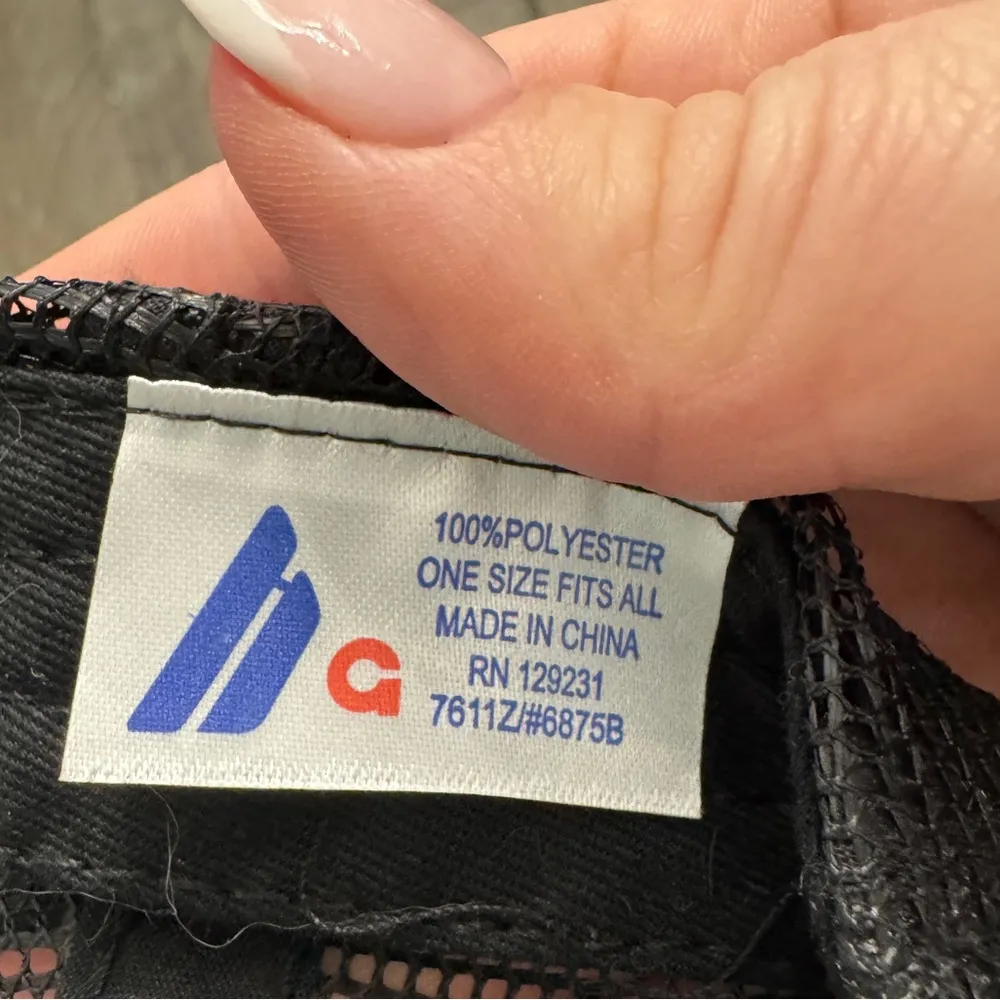 100%POLYESTER
ONE SIZE FITS ALL
MADE IN CHINA
RN 129231
7611Z/#6875B
G